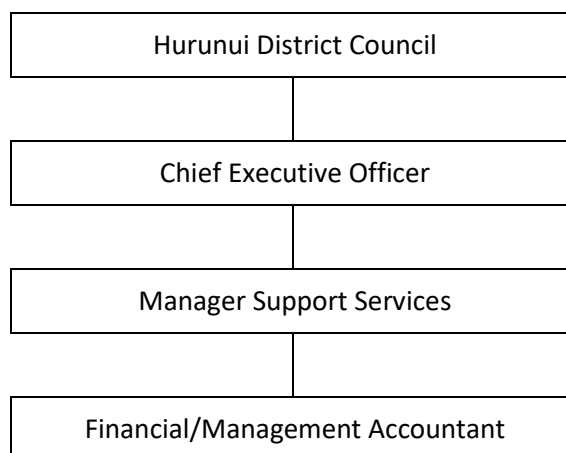 Hurunui District Council
Chief Executive Officer
Manager Support Services
Financial/Management Accountant